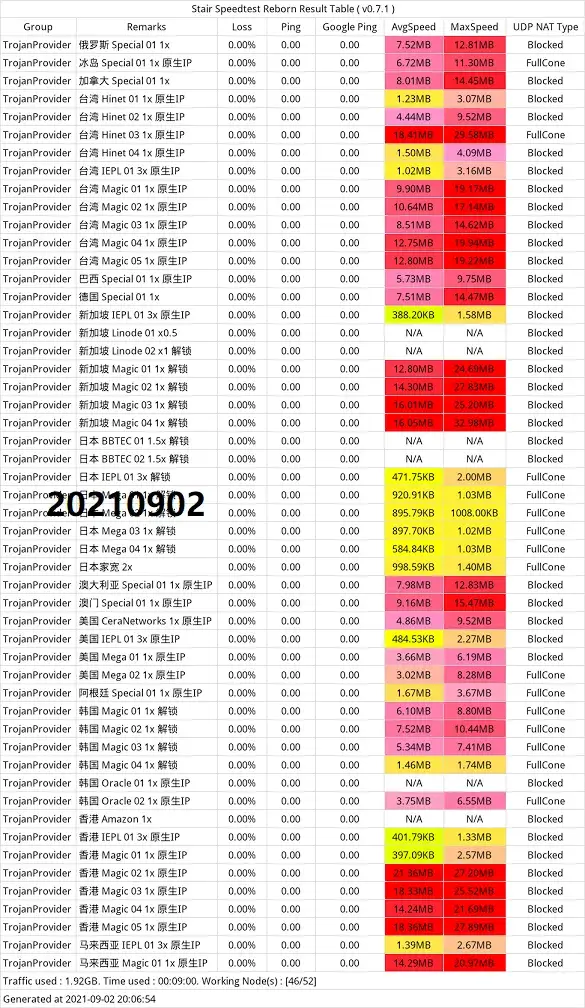 Stair Speedtest Reborn Result Table ( v0.7.1 )
Group Remarks Loss Ping Google Ping AvgSpeed MaxSpeed UDP NAT Type
TrojanProvider 俄罗斯 Special 01 1x 0.00% 0.00 0.00 7.52MB 12.81MB Blocked
TrojanProvider 冰岛 Special 01 1x 原生IP 0.00% 0.00 0.00 6.72MB 11.30MB FullCone
TrojanProvider 加拿大 Special 01 1x 0.00% 0.00 0.00 8.01MB 14.45MB Blocked
TrojanProvider 台湾 Hinet 01 1x 原生IP 0.00% 0.00 0.00 1.23MB 3.07MB Blocked
TrojanProvider 台湾 Hinet 02 1x 原生IP 0.00% 0.00 0.00 4.44MB 9.52MB Blocked
TrojanProvider 台湾 Hinet 03 1x 原生IP 0.00% 0.00 0.00 18.41MB 29.58MB FullCone
TrojanProvider 台湾 Hinet 04 1x 原生IP 0.00% 0.00 0.00 1.50MB 4.09MB Blocked
TrojanProvider 台湾 IEPL 01 3x 原生IP 0.00% 0.00 0.00 1.02MB 3.16MB Blocked
TrojanProvider 台湾 Magic 01 1x 原生IP 0.00% 0.00 0.00 9.90MB 19.17MB Blocked
TrojanProvider 台湾 Magic 02 1x 原生IP 0.00% 0.00 0.00 10.64MB 17.14MB Blocked
TrojanProvider 台湾 Magic 03 1x 原生IP 0.00% 0.00 0.00 8.51MB 14.62MB Blocked
TrojanProvider 台湾 Magic 04 1x 原生IP 0.00% 0.00 0.00 12.75MB 19.94MB Blocked
TrojanProvider 台湾 Magic 05 1x 原生IP 0.00% 0.00 0.00 12.80MB 19.22MB Blocked
TrojanProvider 巴西 Special 01 1x 原生IP 0.00% 0.00 0.00 5.73MB 9.75MB Blocked
TrojanProvider 德国 Special 01 1x 0.00% 0.00 0.00 7.51MB 14.47MB Blocked
TrojanProvider 新加坡 IEPL 01 3x 原生IP 0.00% 0.00 0.00 388.20KB 1.58MB Blocked
TrojanProvider 新加坡 Linode 01 x0.5 0.00% 0.00 0.00 N/A N/A Blocked
TrojanProvider 新加坡 Linode 02 x1 解锁 0.00% 0.00 0.00 N/A N/A Blocked
TrojanProvider 新加坡 Magic 01 1x 解锁 0.00% 0.00 0.00 12.80MB 24.69MB Blocked
TrojanProvider 新加坡 Magic 02 1x 解锁 0.00% 0.00 0.00 14.30MB 27.83MB Blocked
TrojanProvider 新加坡 Magic 03 1x 解锁 0.00% 0.00 0.00 16.01MB 25.20MB Blocked
TrojanProvider 新加坡 Magic 04 1x 解锁 0.00% 0.00 0.00 16.05MB 32.98MB Blocked
TrojanProvider 日本 BBTEC 01 1.5x 解锁 0.00% 0.00 0.00 N/A N/A Blocked
TrojanProvider 日本 BBTEC 02 1.5x 解锁 0.00% 0.00 0.00 N/A N/A Blocked
TrojanProvider 日本 IEPL 01 3x 解锁 0.00% 0.00 0.00 471.75KB 2.00MB FullCone
TrojanProvider 日本 Mega 01 1x 解锁 0.00% 0.00 0.00 920.91KB 1.03MB FullCone
20210902
TrojanProvider 日本 Mega 1x 解锁 0.00% 0.00 0.00 895.79KB 1008.00KB FullCone
TrojanProvider 日本 Mega 03 1x 解锁 0.00% 0.00 0.00 897.70KB 1.02MB FullCone
TrojanProvider 日本 Mega 04 1x 解锁 0.00% 0.00 0.00 584.84KB 1.03MB FullCone
TrojanProvider 日本家宽 2x 0.00% 0.00 0.00 998.59KB 1.40MB FullCone
TrojanProvider 澳大利亚 Special 01 1x 原生IP 0.00% 0.00 0.00 7.98MB 12.83MB Blocked
TrojanProvider 澳门 Special 01 1x 原生IP 0.00% 0.00 0.00 9.16MB 15.47MB FullCone
TrojanProvider 美国 CeraNetworks 1x 原生IP 0.00% 0.00 0.00 4.86MB 9.52MB Blocked
TrojanProvider 美国 IEPL 01 3x 原生IP 0.00% 0.00 0.00 484.53KB 2.27MB Blocked
TrojanProvider 美国 Mega 01 1x 原生IP 0.00% 0.00 0.00 3.66MB 6.19MB Blocked
TrojanProvider 美国 Mega 02 1x 原生IP 0.00% 0.00 0.00 3.02MB 8.28MB FullCone
TrojanProvider 阿根廷 Special 01 1x 原生IP 0.00% 0.00 0.00 1.67MB 3.67MB FullCone
TrojanProvider 韩国 Magic 01 1x 解锁 0.00% 0.00 0.00 6.10MB 8.80MB FullCone
TrojanProvider 韩国 Magic 02 1x 解锁 0.00% 0.00 0.00 7.52MB 10.44MB FullCone
TrojanProvider 韩国 Magic 03 1x 解锁 0.00% 0.00 0.00 5.34MB 7.41MB FullCone
TrojanProvider 韩国 Magic 04 1x 解锁 0.00% 0.00 0.00 1.46MB 1.74MB FullCone
TrojanProvider 韩国 Oracle 01 1x 原生IP 0.00% 0.00 0.00 N/A N/A Blocked
TrojanProvider 韩国 Oracle 02 1x 原生IP 0.00% 0.00 0.00 3.75MB 6.55MB FullCone
TrojanProvider 香港 Amazon 1x 0.00% 0.00 0.00 N/A N/A Blocked
TrojanProvider 香港 IEPL 01 3x 原生IP 0.00% 0.00 0.00 401.79KB 1.33MB Blocked
TrojanProvider 香港 Magic 01 1x 原生IP 0.00% 0.00 0.00 397.09KB 2.57MB Blocked
TrojanProvider 香港 Magic 02 1x 原生IP 0.00% 0.00 0.00 21.36MB 27.20MB Blocked
TrojanProvider 香港 Magic 03 1x 原生IP 0.00% 0.00 0.00 18.33MB 25.52MB Blocked
TrojanProvider 香港 Magic 04 1x 原生IP 0.00% 0.00 0.00 14.24MB 21.69MB Blocked
TrojanProvider 香港 Magic 05 1x 原生IP 0.00% 0.00 0.00 18.36MB 27.89MB Blocked
TrojanProvider 马来西亚 IEPL 01 3x 原生IP 0.00% 0.00 0.00 1.39MB 2.67MB Blocked
TrojanProvider 马来西亚 Magic 01 1x 原生IP 0.00% 0.00 0.00 14.29MB 20.97MB Blocked
Traffic used : 1.92GB. Time used : 00:09:00. Working Node(s) : [46/52]
Generated at 2021-09-02 20:06:54